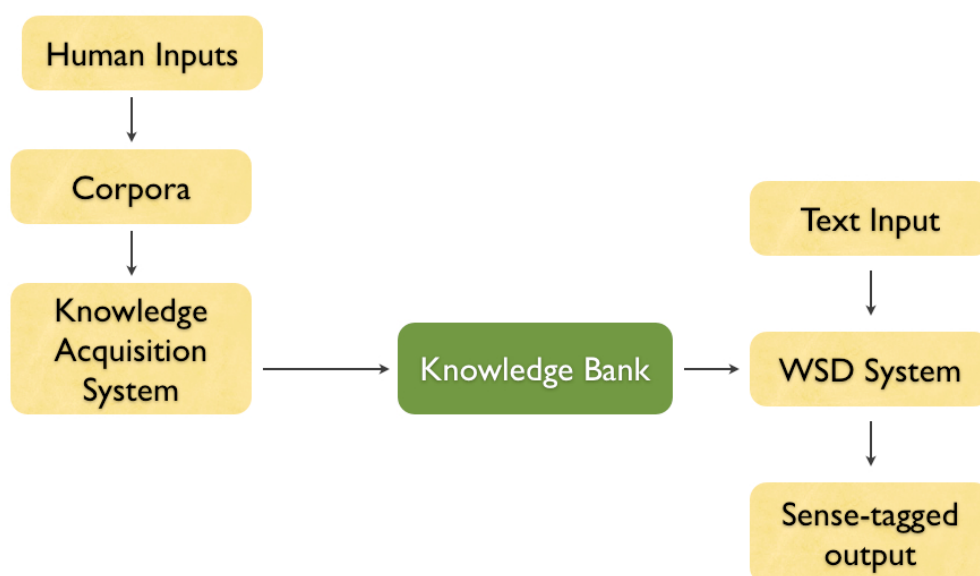 Human Inputs
Corpora
Knowledge
Acquisition
System
Knowledge Bank
Text Input
WSD System
Sense-tagged
output